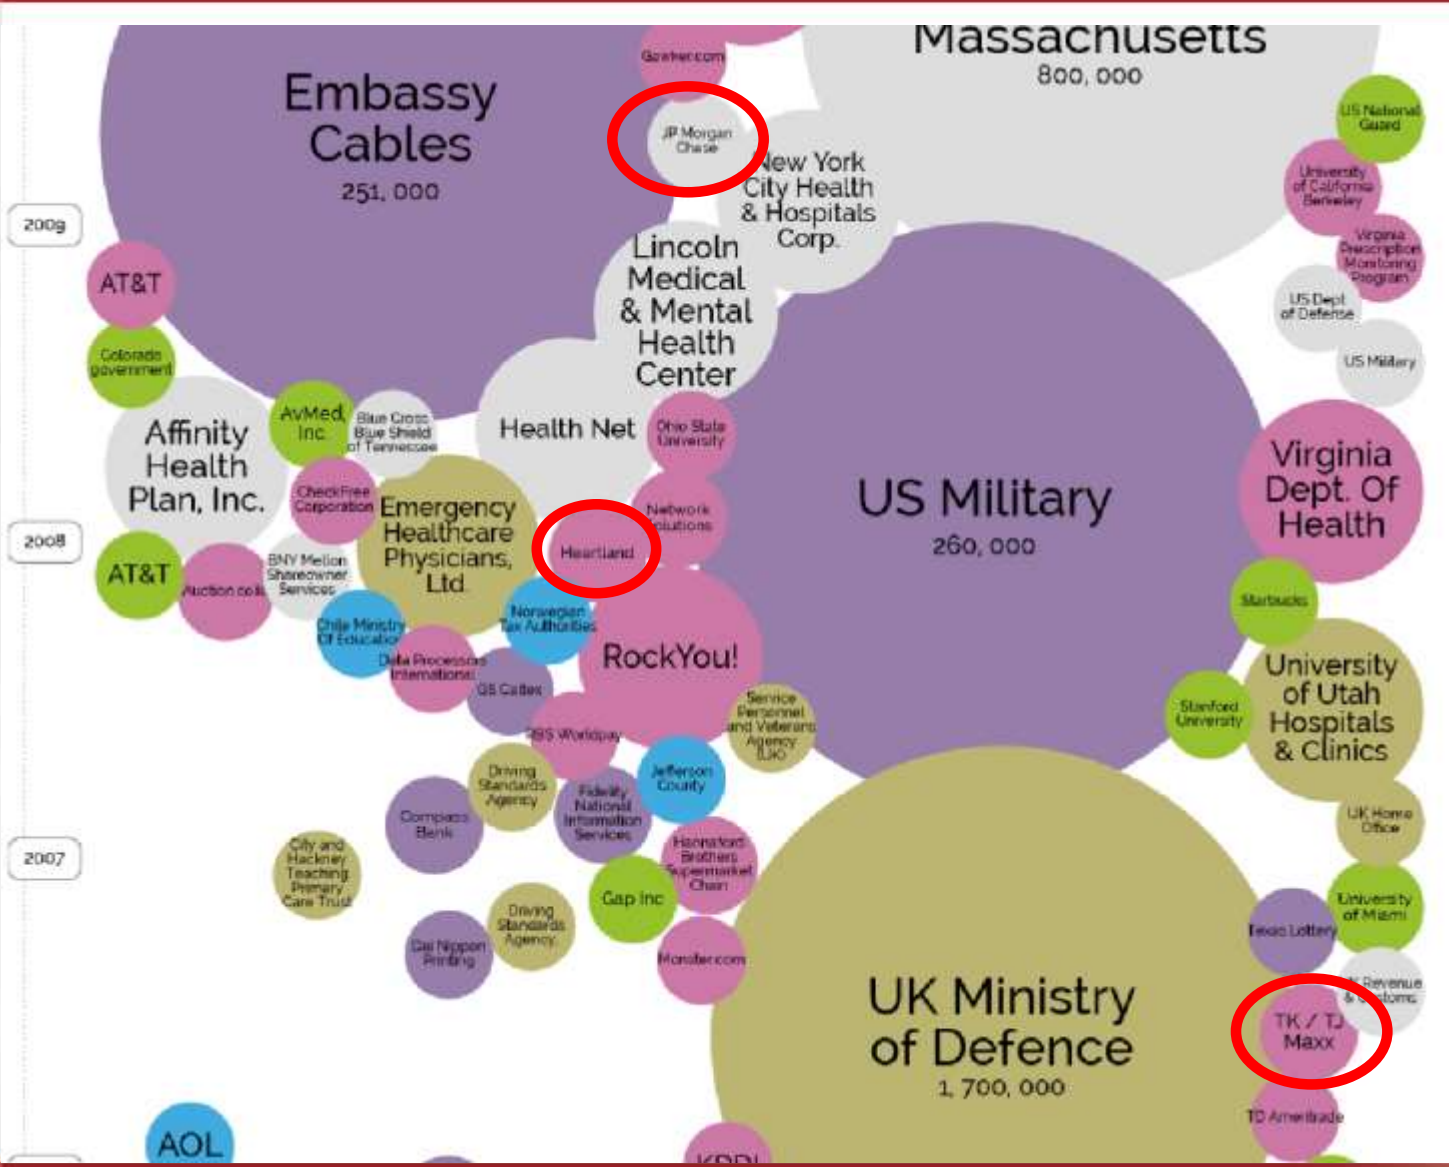 Massachusetts
800, 000
Embassy
Cables
251, 000
Gawker.com
JP Morgan
Chase
New York
City Health
& Hospitals
Corp.
US National
Guard
University
of California
Berkeley
Virginia
Prescription
Monitoring
Program
2009
Lincoln
Medical
& Mental
Health
Center
AT&T
US Dept
of Defense
US Military
Colorado
government
AvMed,
Inc.
Blue Cross
Blue Shield
of Tennessee
Affinity
Health
Plan, Inc.
Health Net
Ohio State
University
Virginia
Dept. Of
Health
CheckFree
Corporation
Emergency
Healthcare
Physicians,
Ltd.
Network
Solutions
US Military
260, 000
2008
Heartland
AT&T
Auction.co
BNY Mellon
Shareowner
Services
Starbucks
Chile Ministry
Of Education
Norwegian
Tax Authorities
RockYou!
Data Processors
International
GS Caltex
University
of Utah
Hospitals
& Clinics
Stanford
University
Service
Personnel
and Veterans
Agency
(UK)
RBS Worldpay
Driving
Standards
Agency
Jefferson
County
Fidelity
National
Information
Services
Compass
Bank
UK Home
Office
2007
City and
Hackney
Teaching
Primary
Care Trust
Hannaford
Brothers
Supermarket
Chain
Gap Inc
Driving
Standards
Agency
University
of Miami
Texas Lottery
Dai Nippon
Printing
Monster.com
Revenue
& Customs
UK Ministry
of Defence
1, 700, 000
TK / TJ
Maxx
TD Ameritrade
AOL
KDDI